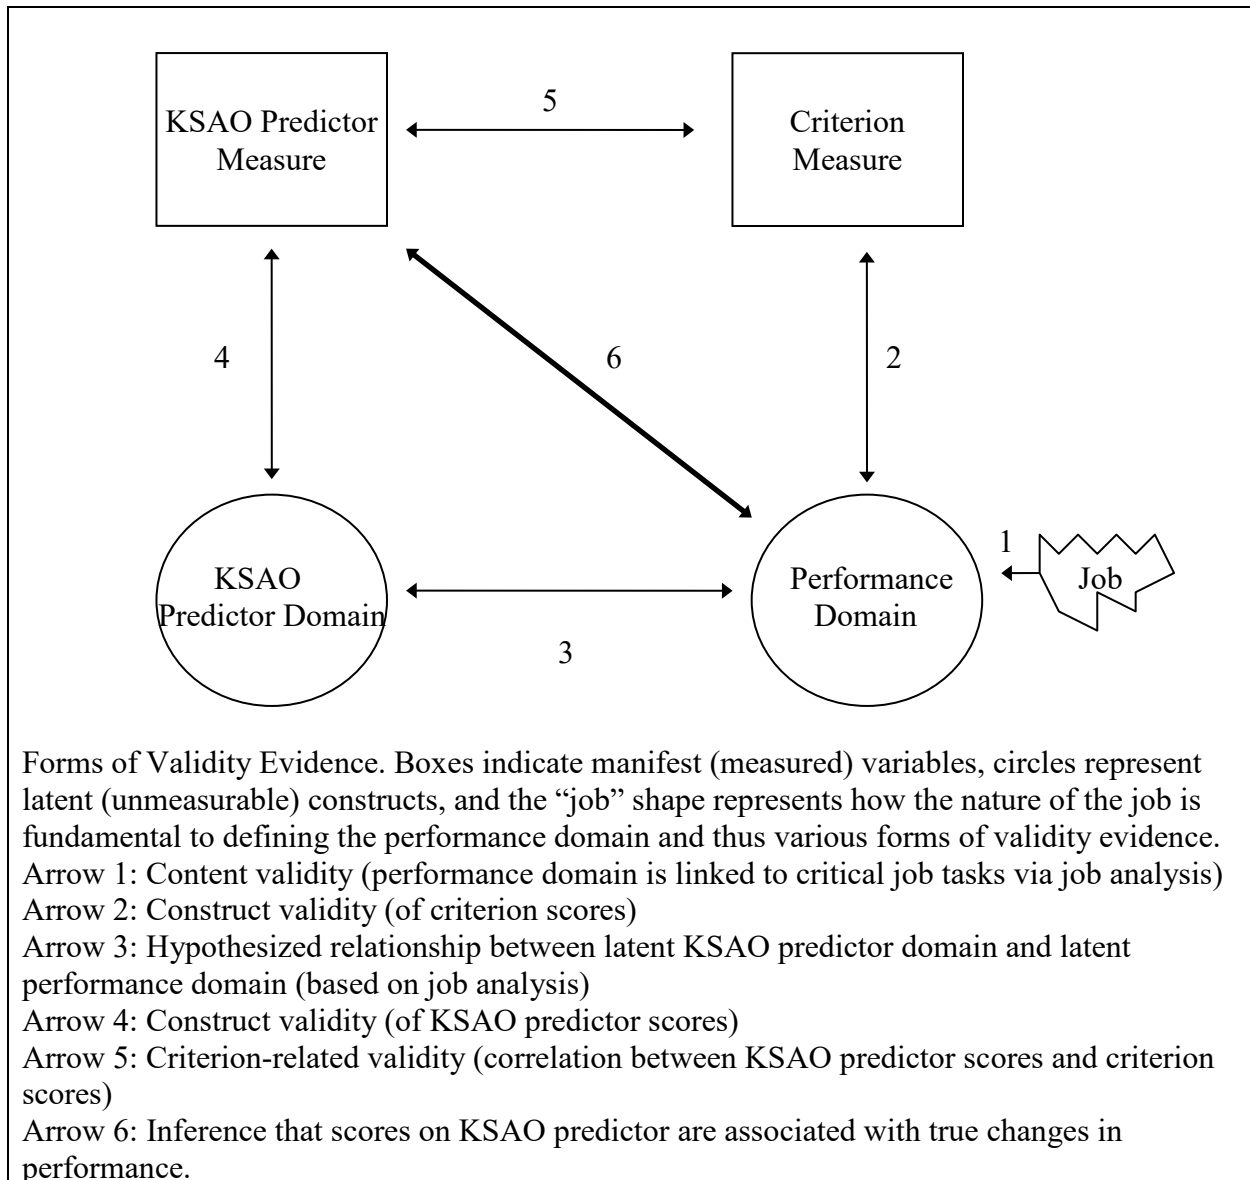 5
KSAO Predictor
Measure
Criterion
Measure
4
6
2
1
KSAO
Predictor Domain
Performance
Domain
Job
3
Forms of Validity Evidence. Boxes indicate manifest (measured) variables, circles represent
latent (unmeasurable) constructs, and the “job” shape represents how the nature of the job is
fundamental to defining the performance domain and thus various forms of validity evidence.
Arrow 1: Content validity (performance domain is linked to critical job tasks via job analysis)
Arrow 2: Construct validity (of criterion scores)
Arrow 3: Hypothesized relationship between latent KSAO predictor domain and latent
performance domain (based on job analysis)
Arrow 4: Construct validity (of KSAO predictor scores)
Arrow 5: Criterion-related validity (correlation between KSAO predictor scores and criterion
scores)
Arrow 6: Inference that scores on KSAO predictor are associated with true changes in
performance.